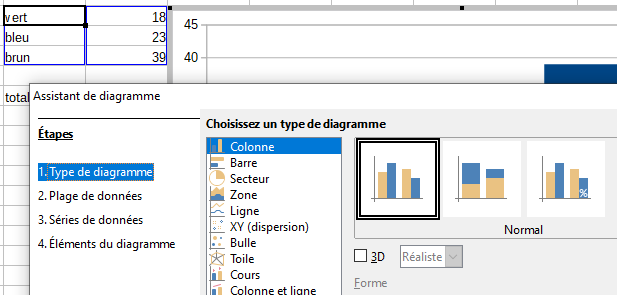 vert 18
bleu 23
brun 39
total
45
40
Assistant de diagramme
Étapes
1. Type de diagramme
2. Plage de données
3. Séries de données
4. Éléments du diagramme
Choisissez un type de diagramme
Colonne
Barre
Secteur
Zone
Ligne
XY (dispersion)
Bulle
Toile
Cours
Colonne et ligne
%
Normal
3D Réaliste
Forme